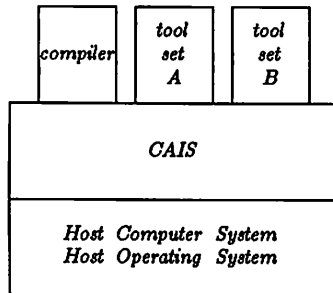 compiler
tool
set
A
tool
set
B
CAIS
Host Computer System
Host Operating System